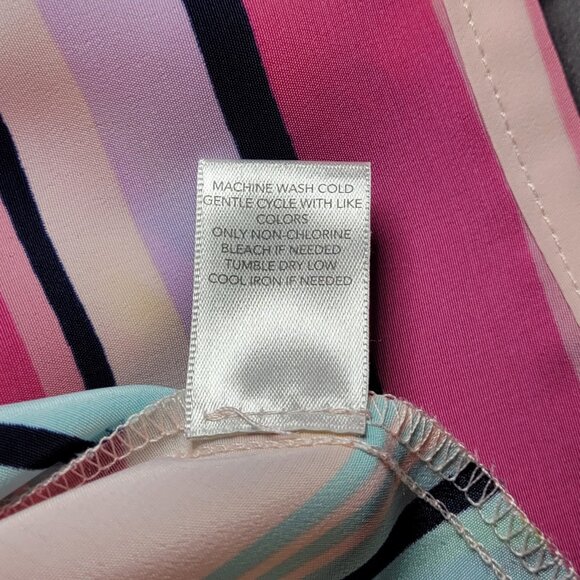 MACHINE WASH COLD
GENTLE CYCLE WITH LIKE
COLORS
ONLY NON-CHLORINE
BLEACH IF NEEDED
TUMBLE DRY LOW
COOL IRON IF NEEDED